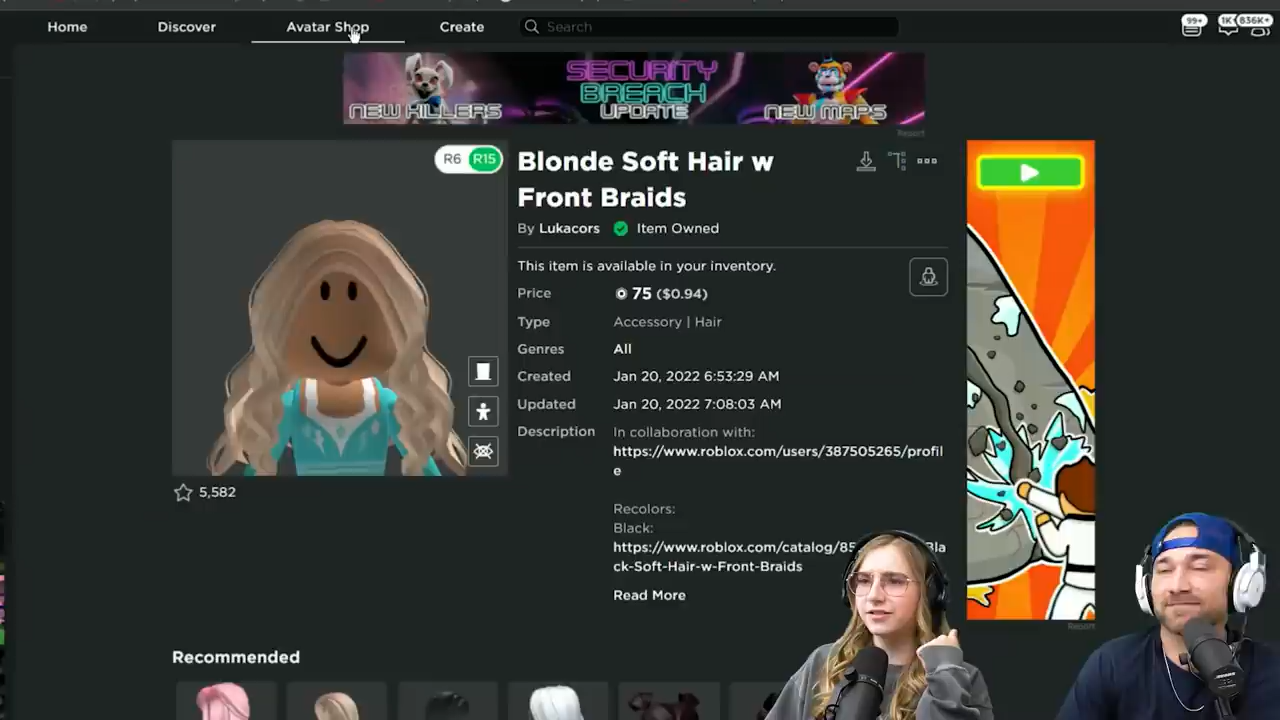 Home Discover Avatar Shop Create Search 99+ 1K 836K+
NEW KILLERS SECURITY BREACH UPDATE NEW MAPS
Report
R6 R15
Blonde Soft Hair w
Front Braids
By Lukacors Item Owned
This item is available in your inventory.
Price 75 ($0.94)
Type Accessory | Hair
Genres All
Created Jan 20, 2022 6:53:29 AM
Updated Jan 20, 2022 7:08:03 AM
Description In collaboration with:
https://www.roblox.com/users/387505265/profil
e
5,582
Recolors:
Black:
https://www.roblox.com/catalog/85
ck-Soft-Hair-w-Front-Braids
Read More
Report
Recommended